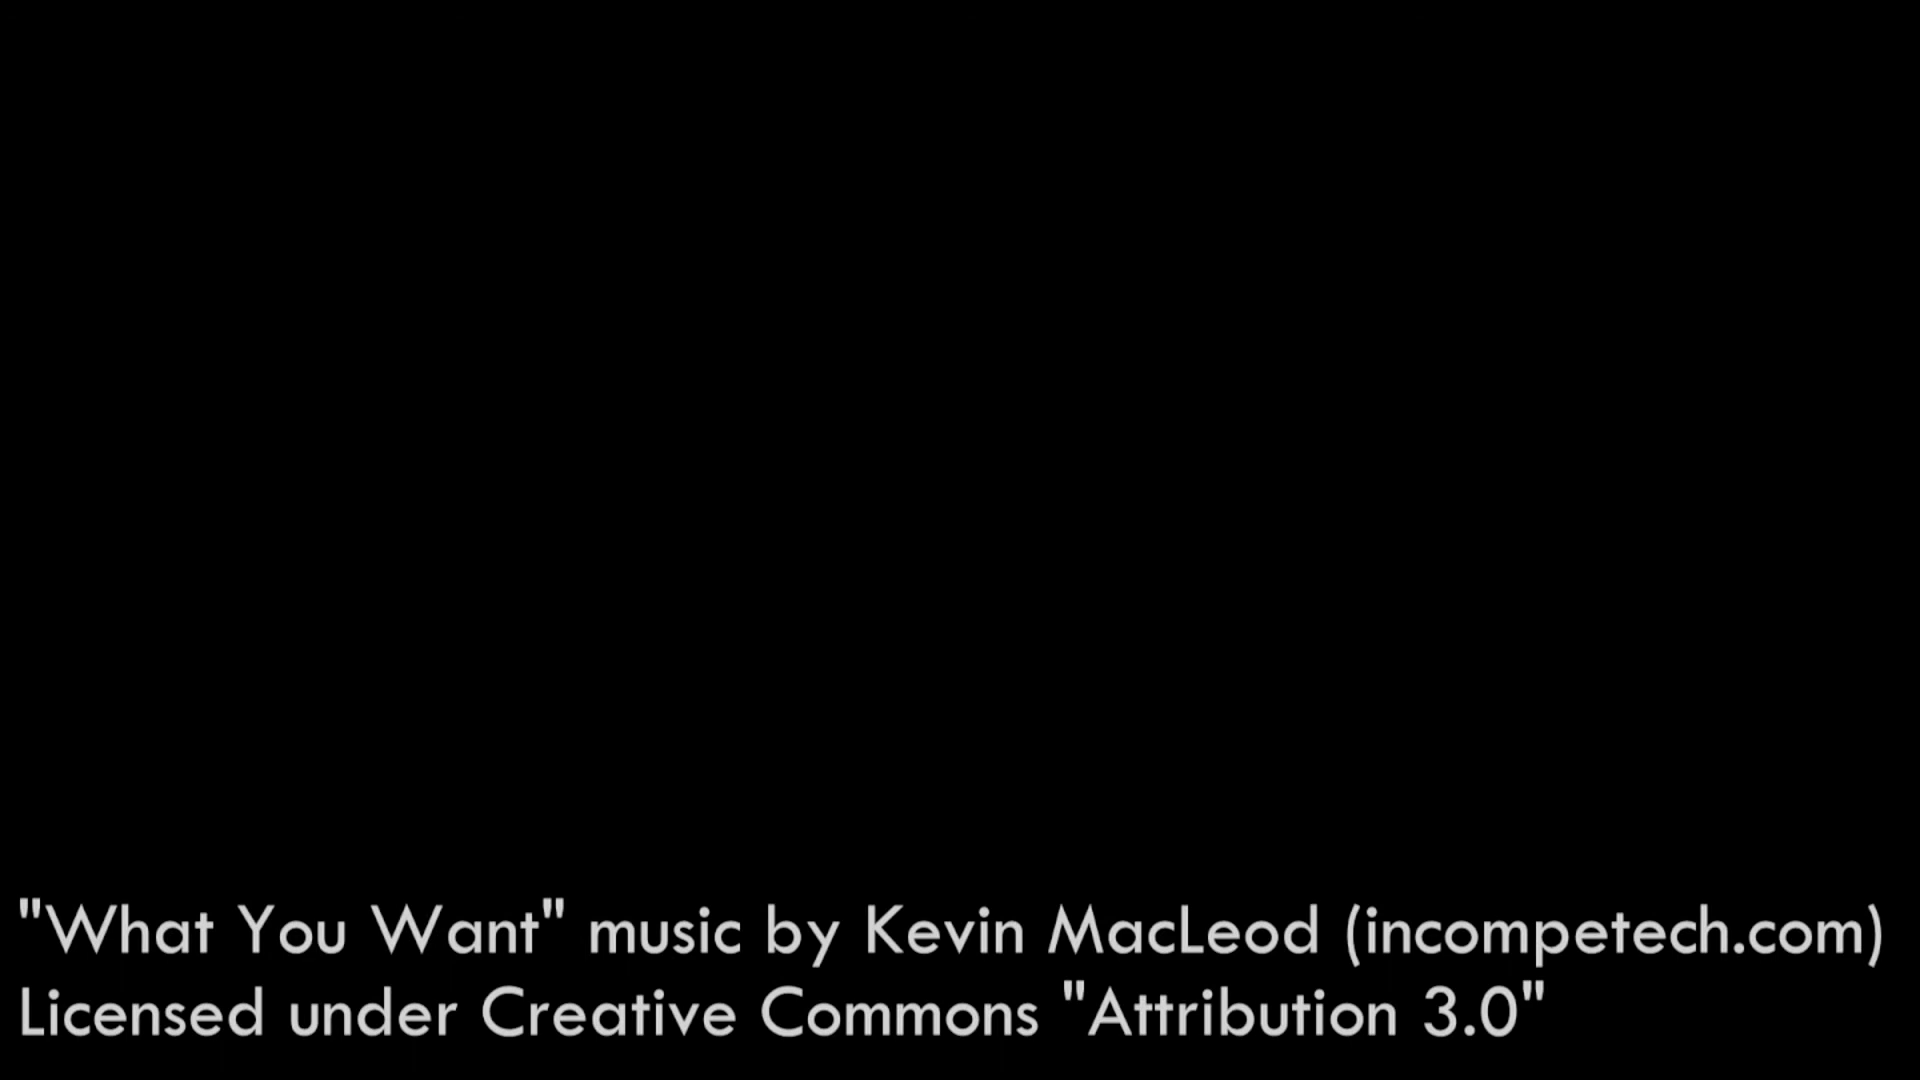 "What You Want" music by Kevin MacLeod (incompetech.com)
Licensed under Creative Commons "Attribution 3.0"